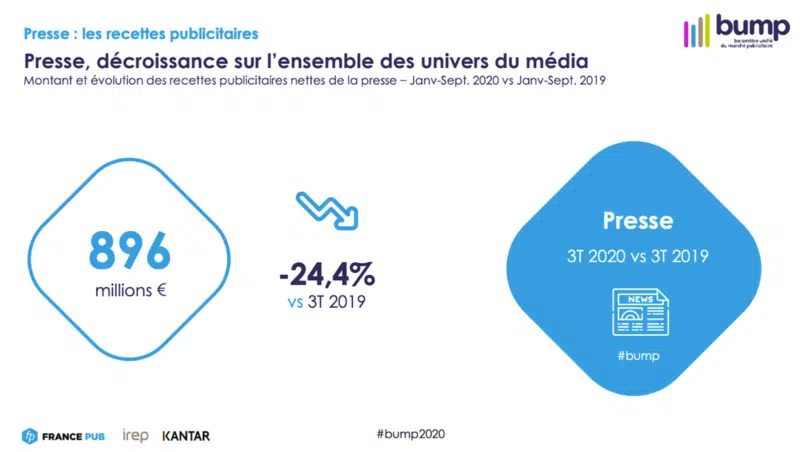 Presse : les recettes publicitaires
Presse, décroissance sur l'ensemble des univers du média
Montant et évolution des recettes publicitaires nettes de la presse – Janv-Sept. 2020 vs Janv-Sept. 2019
bump
baromètre unifié
du marché publicitaire
896
millions €
-24,4%
vs 3T 2019
Presse
3T 2020 vs 3T 2019
NEWS
#bump
fp FRANCE PUB
irep
KANTAR
#bump2020